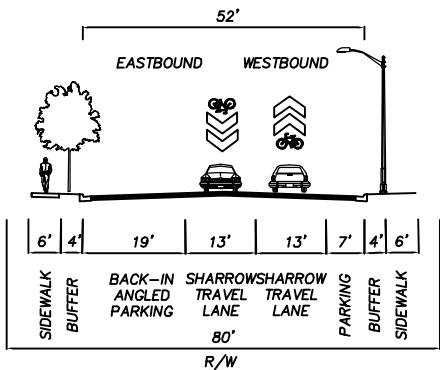 52'
EASTBOUND WESTBOUND
6' 4' 19' 13' 13' 7' 4' 6'
SIDEWALK
BUFFER
BACK-IN
ANGLED
PARKING
SHARROW
TRAVEL
LANE
SHARROW
TRAVEL
LANE
PARKING
BUFFER
SIDEWALK
80'
R/W